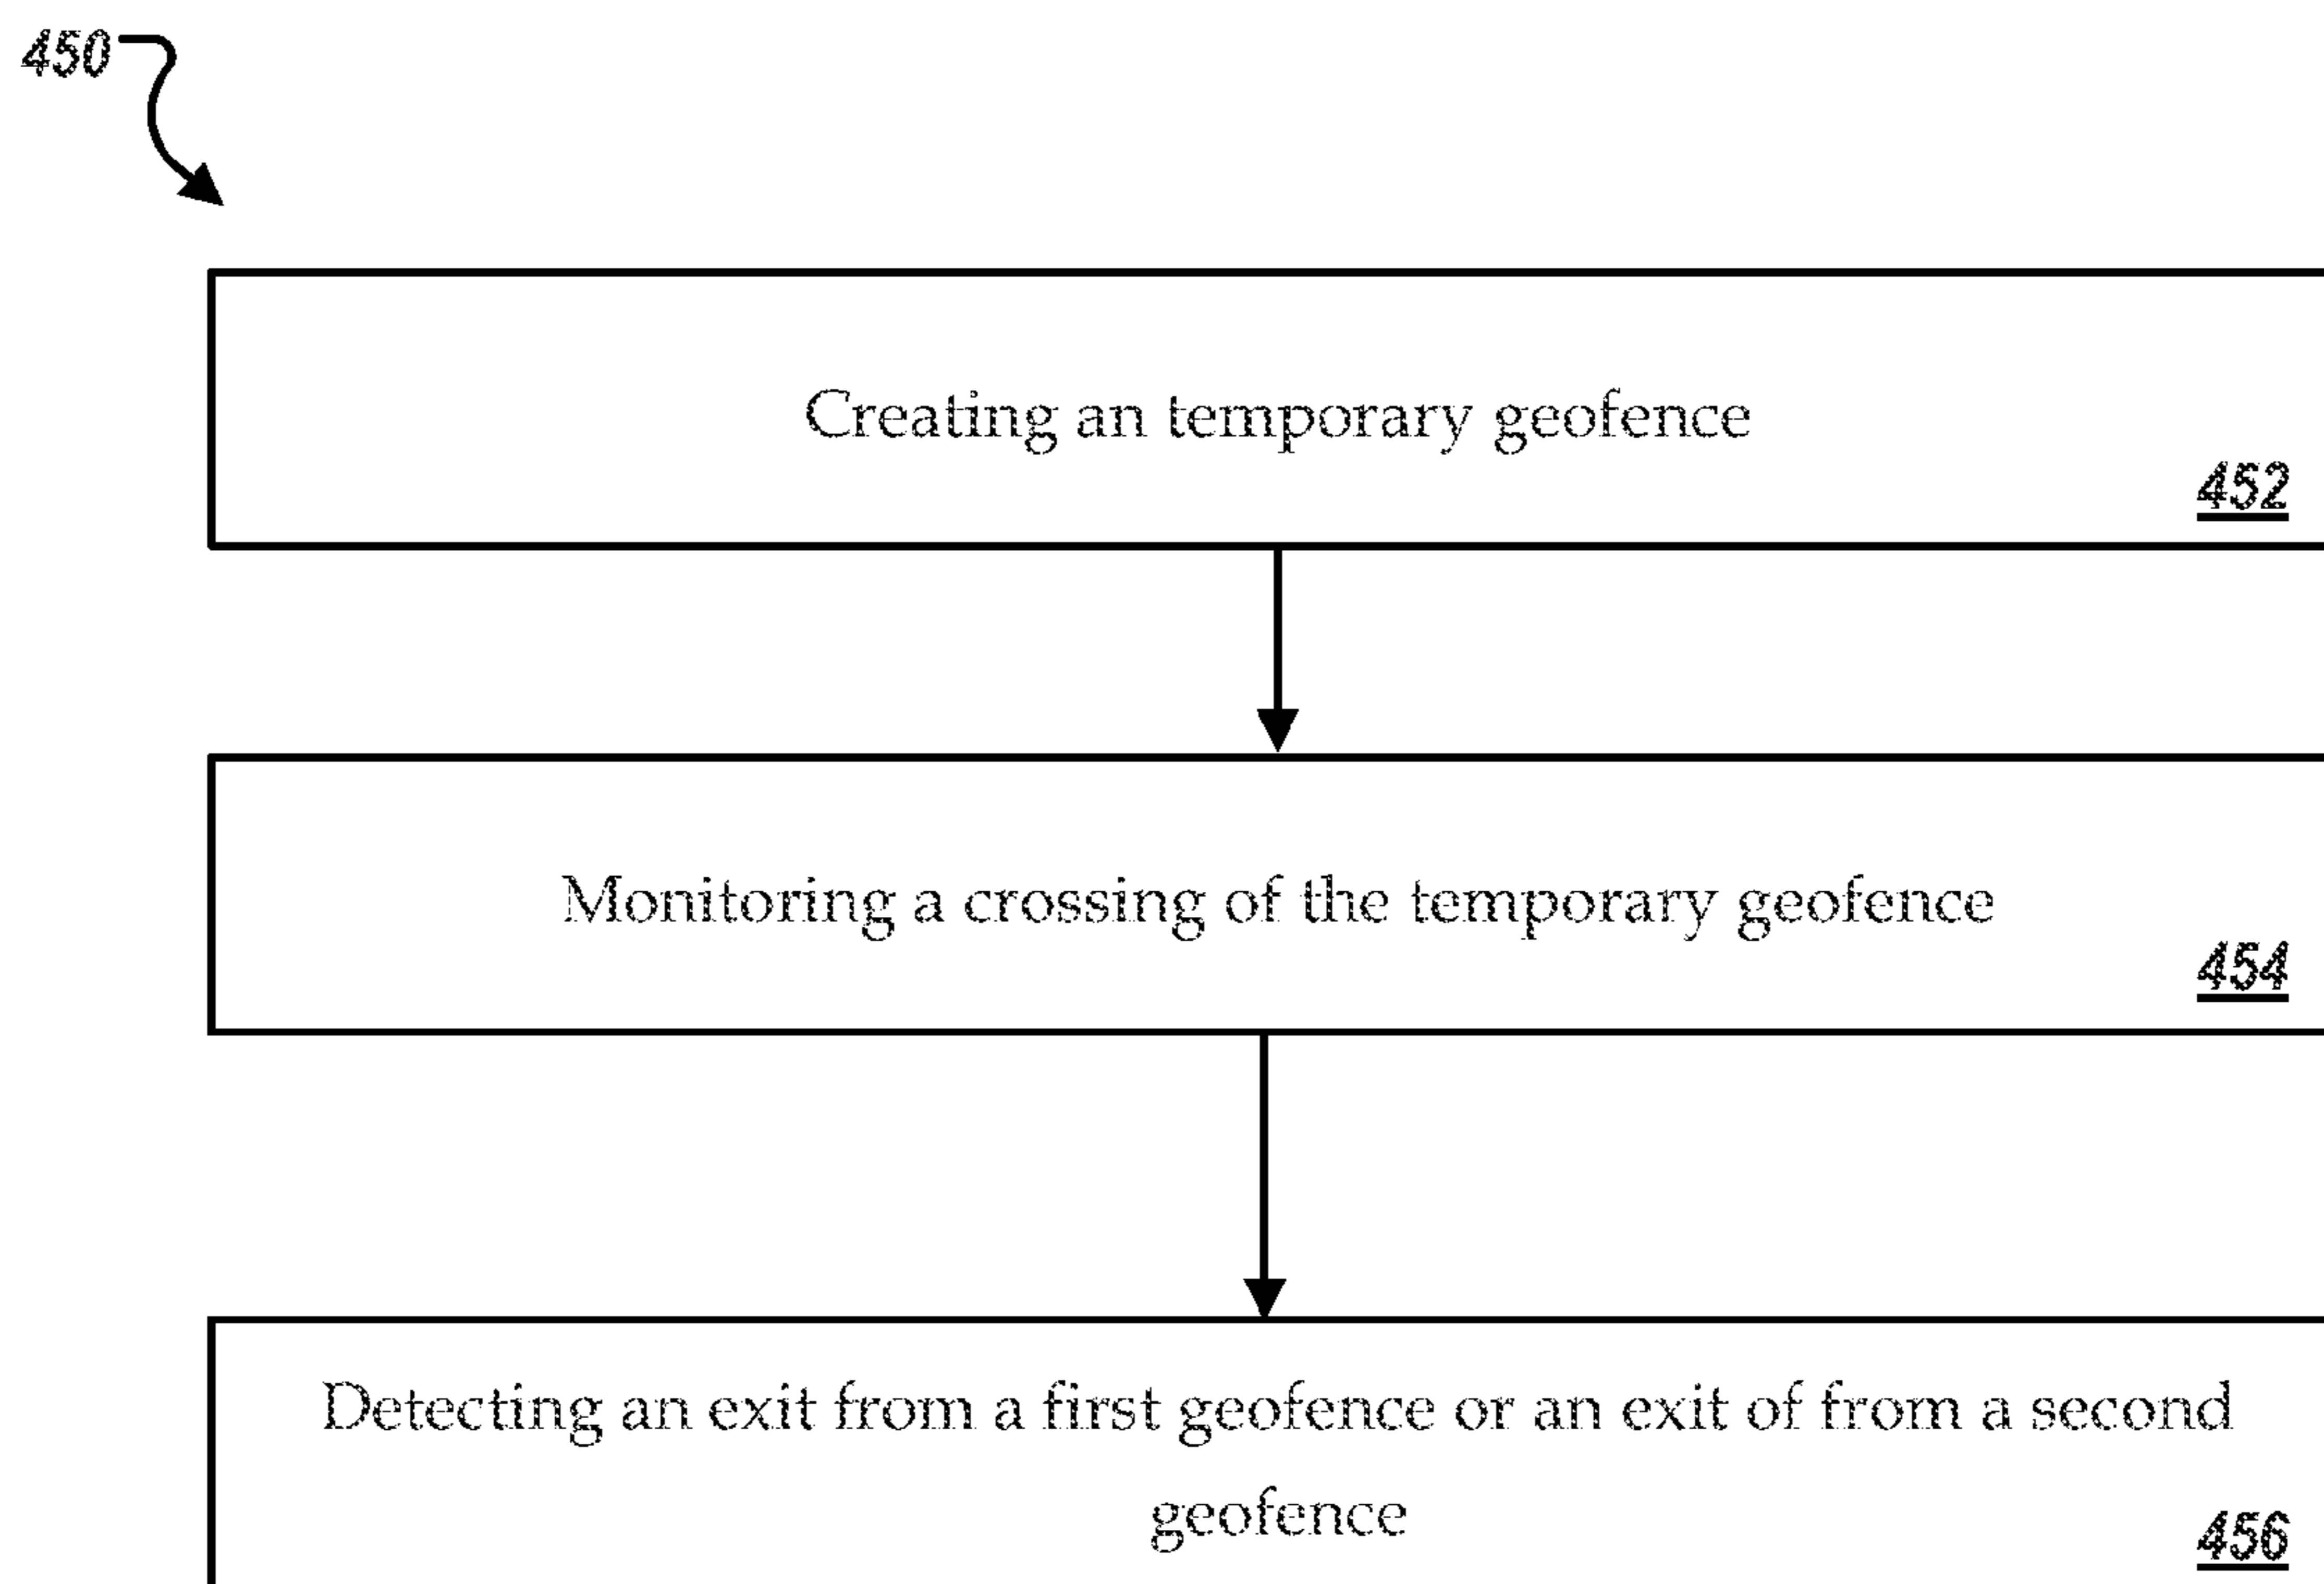 450
Creating an temporary geofence
452
Monitoring a crossing of the temporary geofence
454
Detecting an exit from a first geofence or an exit of from a second
geofence
456